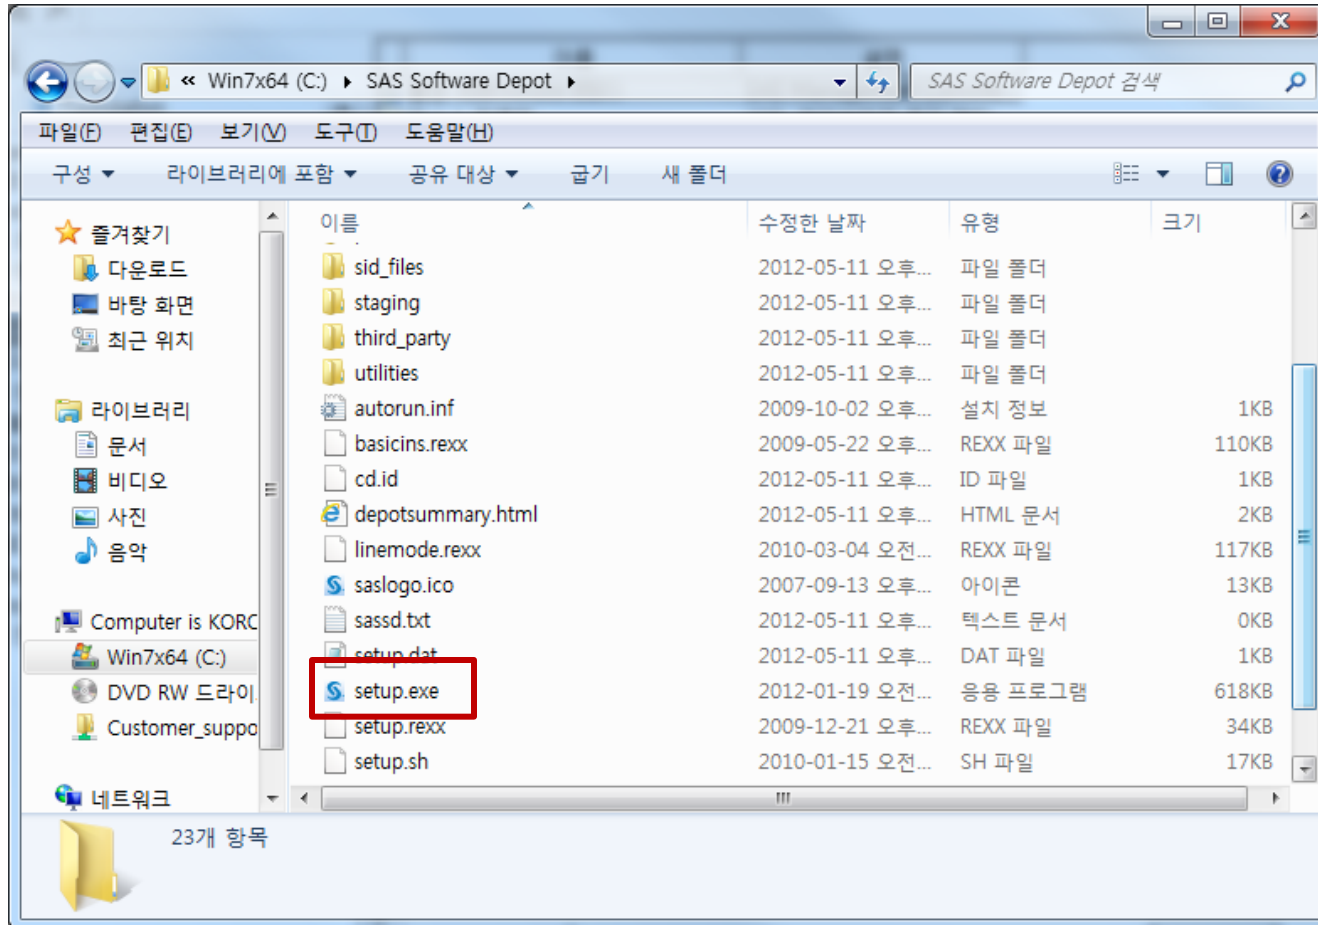 « Win7x64 (C:) ▸ SAS Software Depot ▸
SAS Software Depot 검색
파일(F) 편집(E) 보기(V) 도구(T) 도움말(H)
구성 라이브러리에 포함 공유 대상 굽기 새 폴더
즐겨찾기
다운로드
바탕 화면
최근 위치
라이브러리
문서
비디오
사진
음악
Computer is KORC
Win7x64 (C:)
DVD RW 드라이
Customer_suppo
네트워크
이름 수정한 날짜 유형 크기
sid_files 2012-05-11 오후... 파일 폴더
staging 2012-05-11 오후... 파일 폴더
third_party 2012-05-11 오후... 파일 폴더
utilities 2012-05-11 오후... 파일 폴더
autorun.inf 2009-10-02 오후... 설치 정보 1KB
basicins.rexx 2009-05-22 오후... REXX 파일 110KB
cd.id 2012-05-11 오후... ID 파일 1KB
depotsummary.html 2012-05-11 오후... HTML 문서 2KB
linemode.rexx 2010-03-04 오전... REXX 파일 117KB
saslogo.ico 2007-09-13 오후... 아이콘 13KB
sassd.txt 2012-05-11 오후... 텍스트 문서 0KB
setup.dat 2012-05-11 오후... DAT 파일 1KB
setup.exe 2012-01-19 오전... 응용 프로그램 618KB
setup.rexx 2009-12-21 오후... REXX 파일 34KB
setup.sh 2010-01-15 오전... SH 파일 17KB
23개 항목